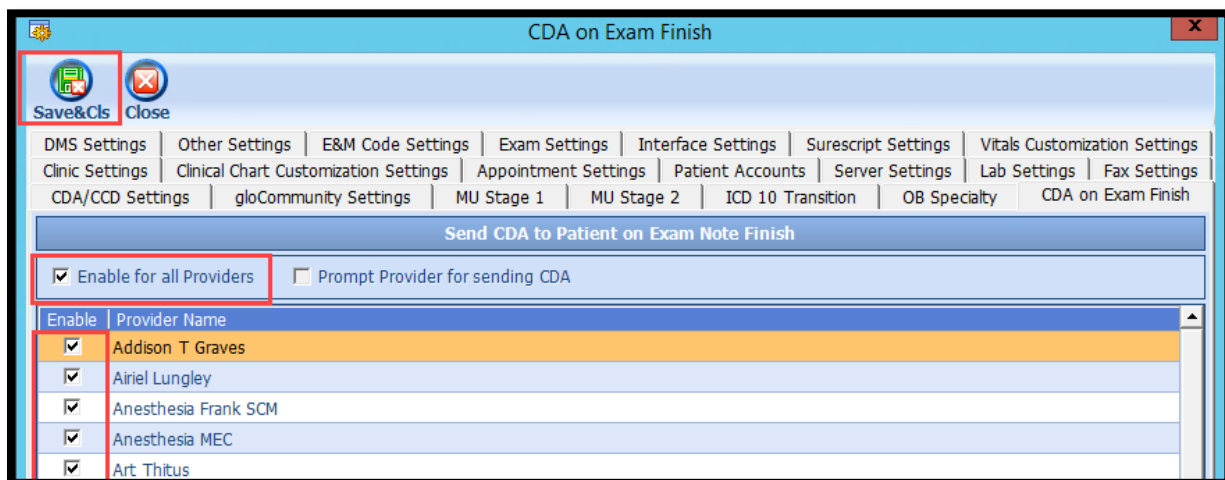 CDA on Exam Finish
x
Save&Cls Close
DMS Settings Other Settings E&M Code Settings Exam Settings Interface Settings Surescript Settings Vitals Customization Settings
Clinic Settings Clinical Chart Customization Settings Appointment Settings Patient Accounts Server Settings Lab Settings Fax Settings
CDA/CCD Settings gloCommunity Settings MU Stage 1 MU Stage 2 ICD 10 Transition OB Specialty CDA on Exam Finish
Send CDA to Patient on Exam Note Finish
Enable for all Providers Prompt Provider for sending CDA
Enable Provider Name
Addison T Graves
Airiel Lungley
Anesthesia Frank SCM
Anesthesia MEC
Art Thitus